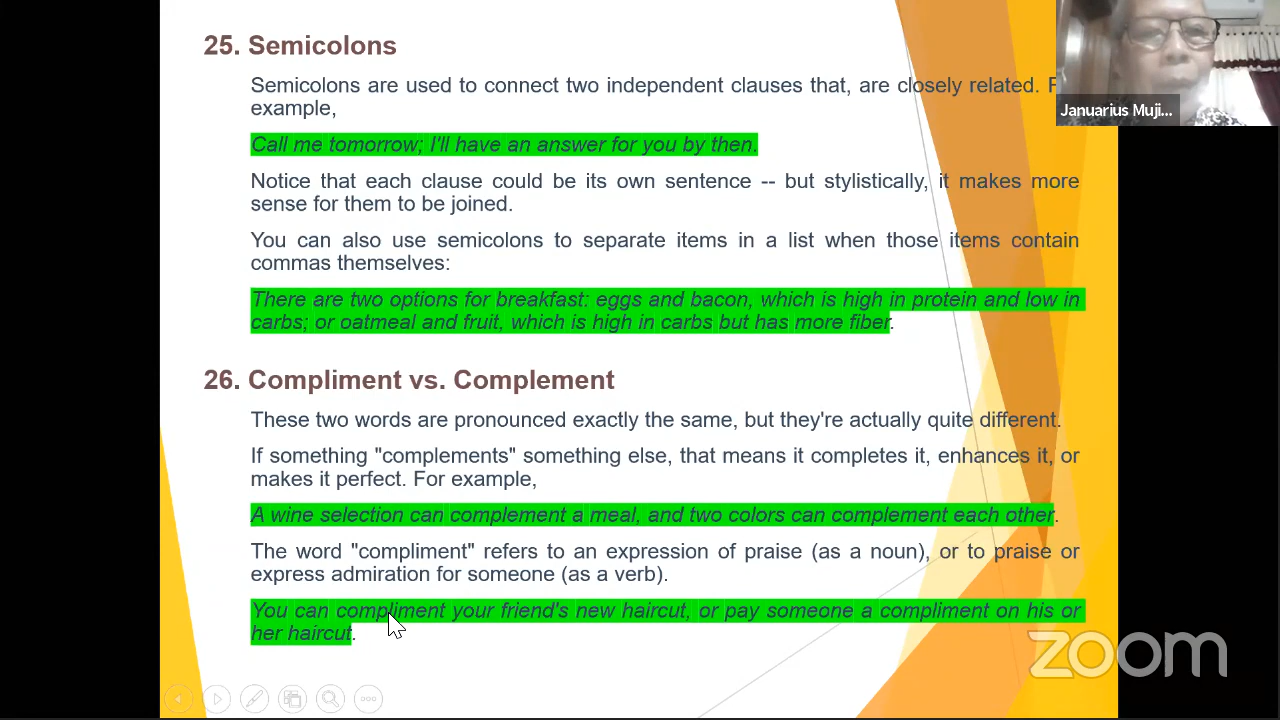 25. Semicolons
Semicolons are used to connect two independent clauses that, are closely related.
example,
Call me tomorrow; I'll have an answer for you by then.
Notice that each clause could be its own sentence -- but stylistically, it makes more
sense for them to be joined.
You can also use semicolons to separate items in a list when those items contain
commas themselves:
There are two options for breakfast: eggs and bacon, which is high in protein and low in
carbs; or oatmeal and fruit, which is high in carbs but has more fiber.
26. Compliment vs. Complement
These two words are pronounced exactly the same, but they're actually quite different.
If something "complements" something else, that means it completes it, enhances it, or
makes it perfect. For example,
A wine selection can complement a meal, and two colors can complement each other.
The word "compliment" refers to an expression of praise (as a noun), or to praise or
express admiration for someone (as a verb).
You can compliment your friend's new haircut, or pay someone a compliment on his or
her haircut.
Januarius Muji...
zoom